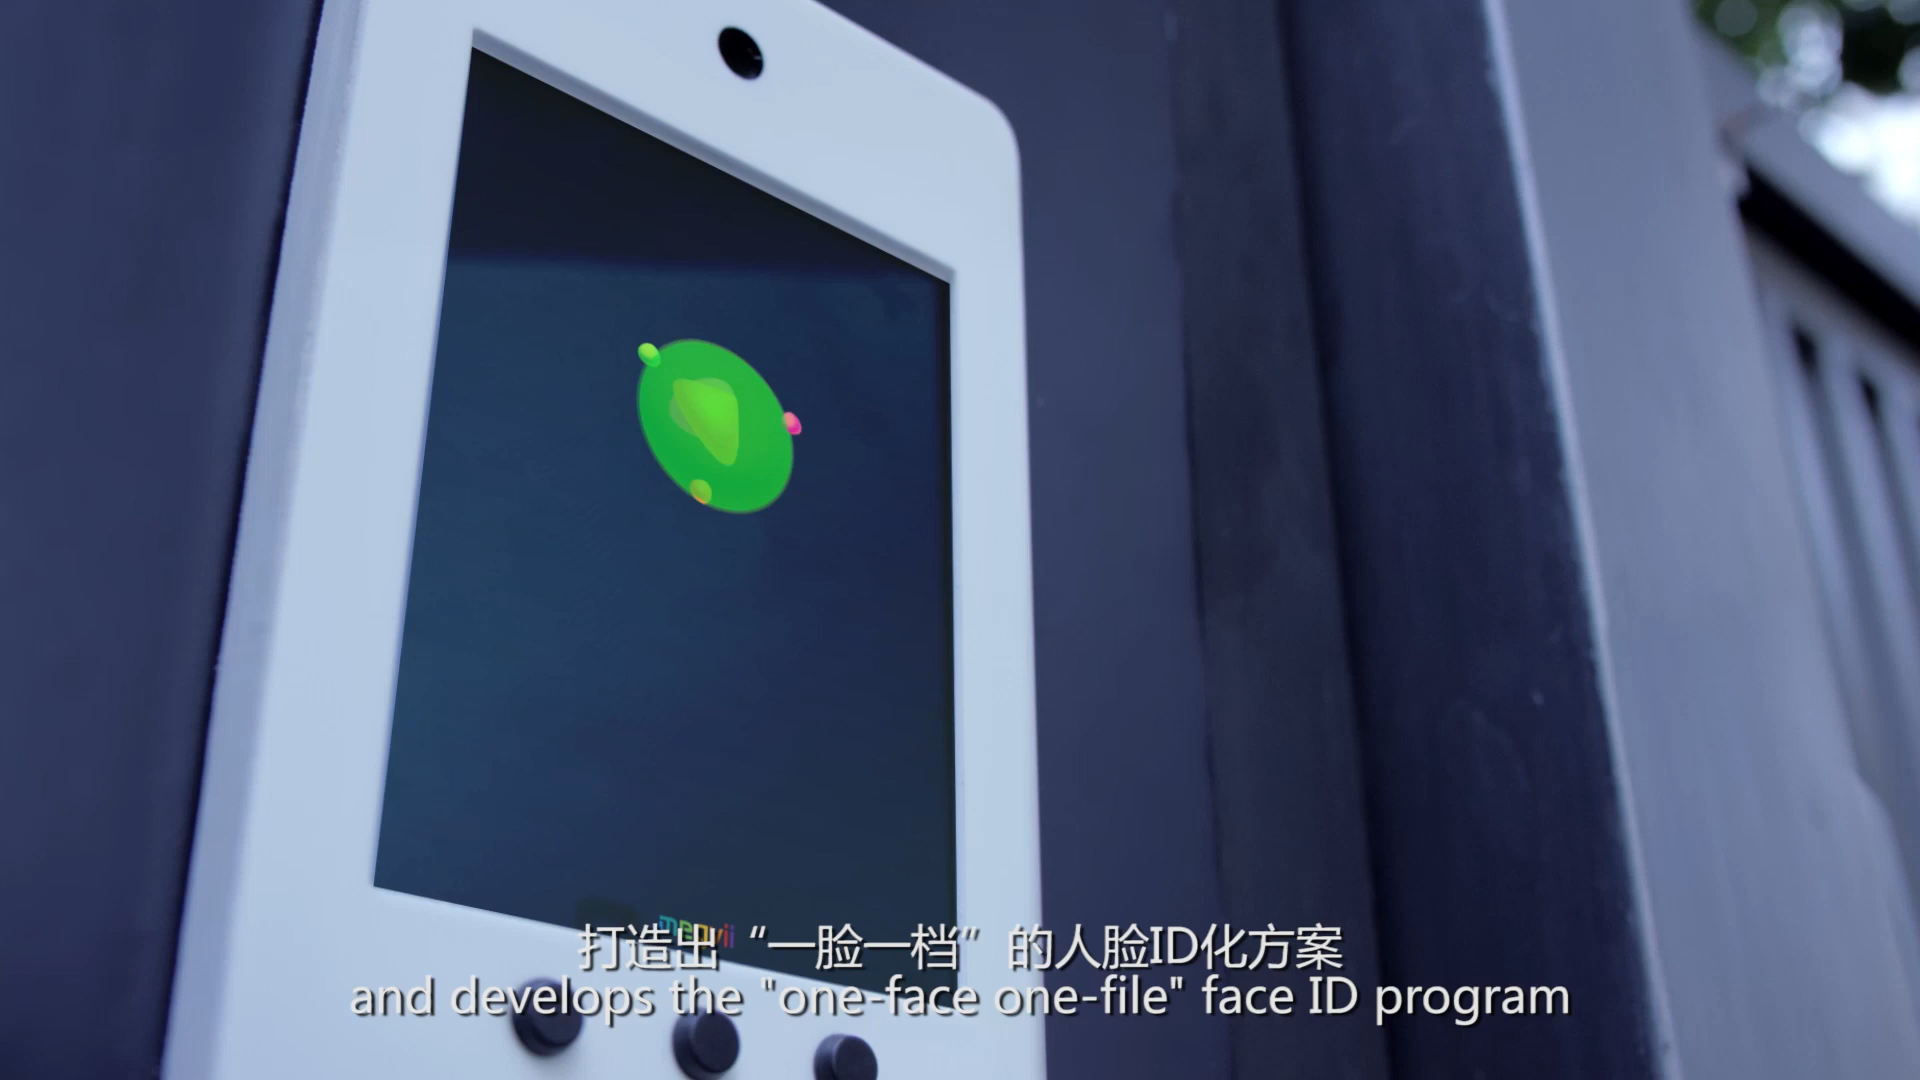 megvii
打造出“一脸一档”的人脸ID化方案
and develops the "one-face one-file" face ID program